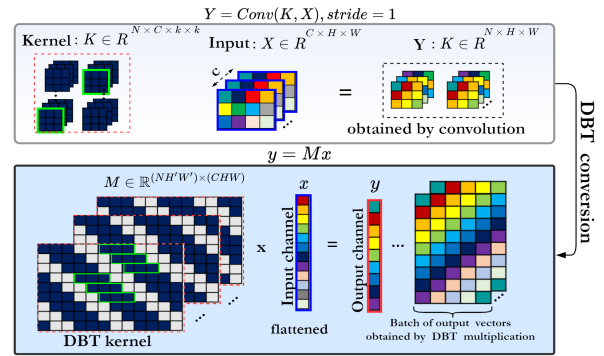 Y = Conv(K, X), stride = 1
Kernel : K ∈ R^{N × C × k × k}
Input: X ∈ R^{C × H × W}
Y : K ∈ R^{N × H × W}
c
=
...
obtained by convolution
DBT conversion
y = Mx
M ∈ ℝ^{(NH'W')×(CHW)}
x
y
x
=
...
Input channel
Output channel
... ...
...
DBT kernel
flattened
Batch of output vectors
obtained by DBT multiplication